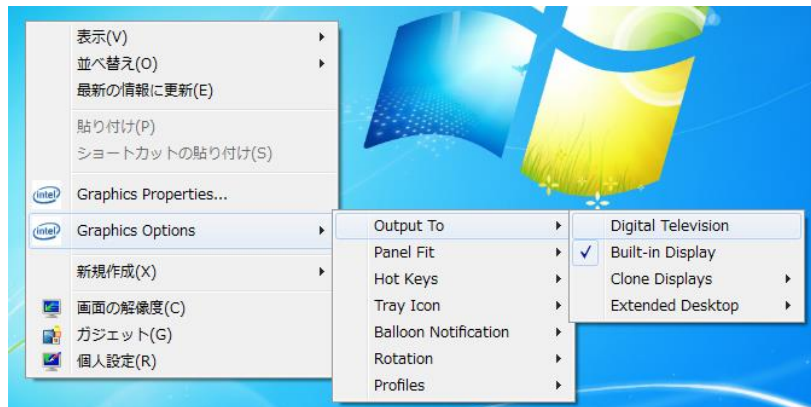 表示(V)
並べ替え(O)
最新の情報に更新(E)
貼り付け(P)
ショートカットの貼り付け(S)
intel Graphics Properties...
intel Graphics Options
新規作成(X)
画面の解像度(C)
ガジェット(G)
個人設定(R)
Output To
Panel Fit
Hot Keys
Tray Icon
Balloon Notification
Rotation
Profiles
Digital Television
Built-in Display
Clone Displays
Extended Desktop